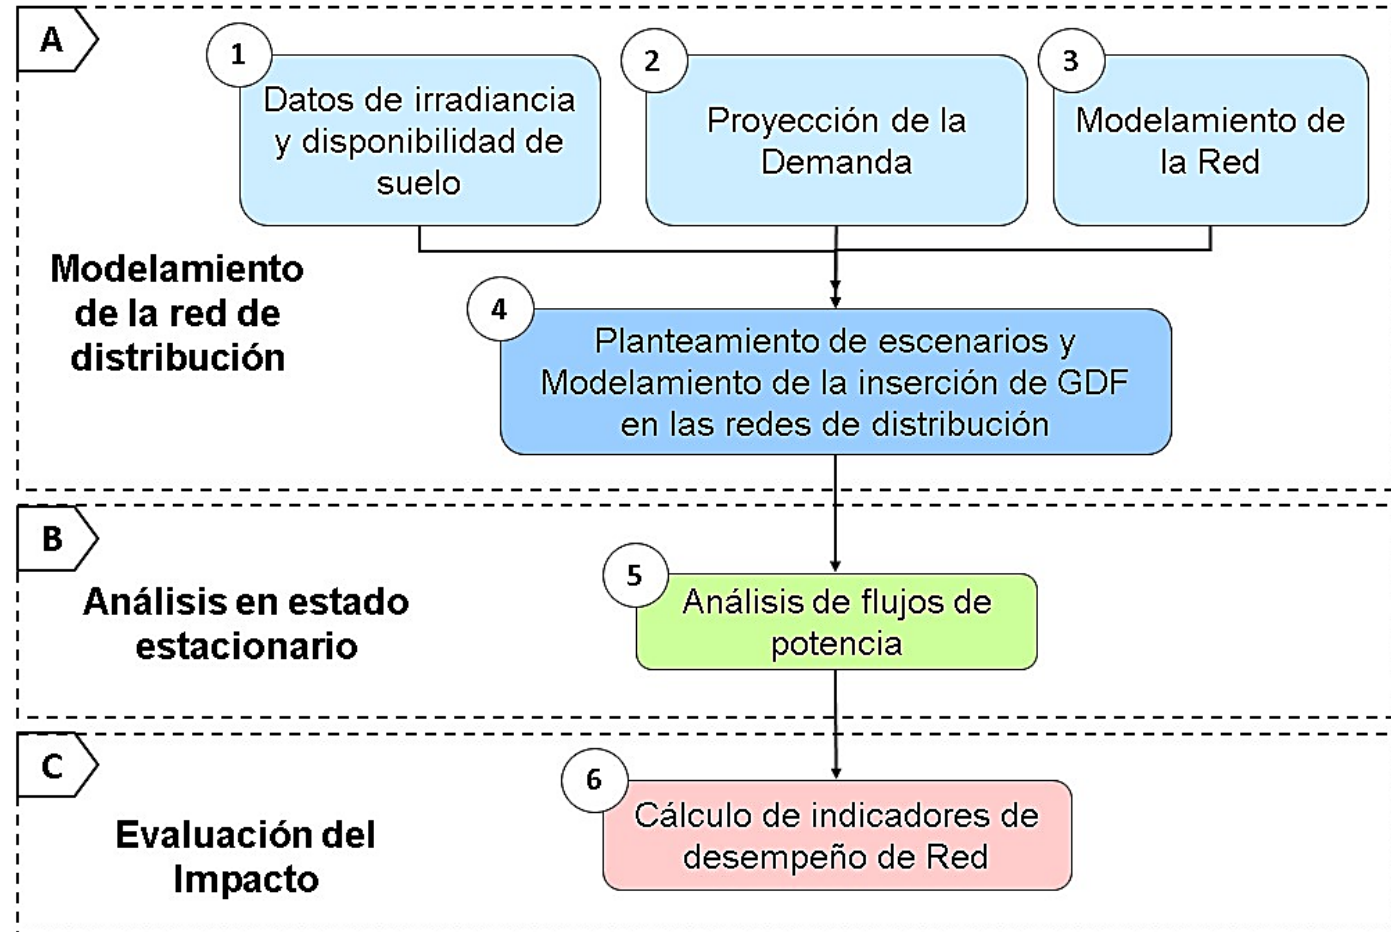 A
1
Datos de irradiancia
y disponibilidad de
suelo
2
Proyección de la
Demanda
3
Modelamiento de
la Red
Modelamiento
de la red de
distribución
4
Planteamiento de escenarios y
Modelamiento de la inserción de GDF
en las redes de distribución
B
Análisis en estado
estacionario
5
Análisis de flujos de
potencia
C
Evaluación del
Impacto
6
Cálculo de indicadores de
desempeño de Red